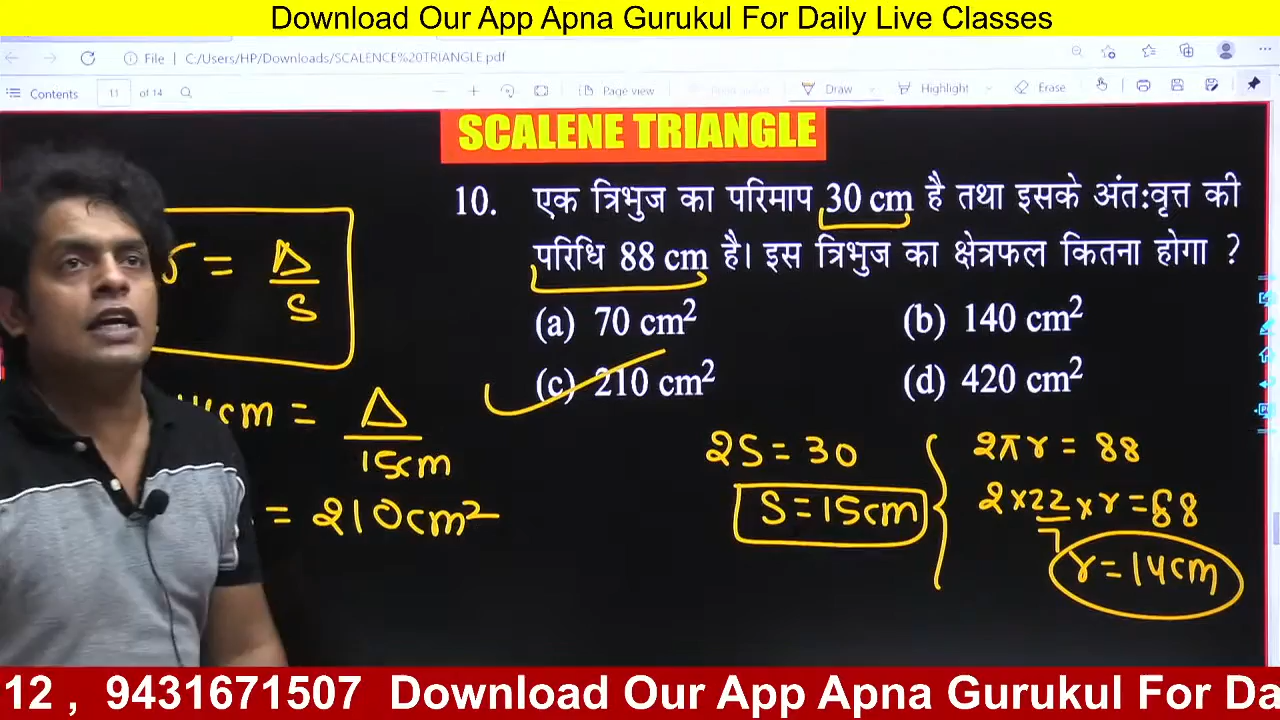 Download Our App Apna Gurukul For Daily Live Classes
File | C:/Users/HP/Downloads/SCALENCE%20TRIANGLE.pdf
Contents 11 of 14 Page view Draw Highlight Erase
SCALENE TRIANGLE
10. एक त्रिभुज का परिमाप 30 cm है तथा इसके अंत:वृत्त की
परिधि 88 cm है। इस त्रिभुज का क्षेत्रफल कितना होगा ?
(a) 70 cm² (b) 140 cm²
(c) 210 cm² (d) 420 cm²
= Δ
S
cm = Δ
15cm
= 210cm²
2S = 30
S = 15cm
2πr = 88
2 × 22 × r = 88
7
r = 14cm
12 , 9431671507 Download Our App Apna Gurukul For Da